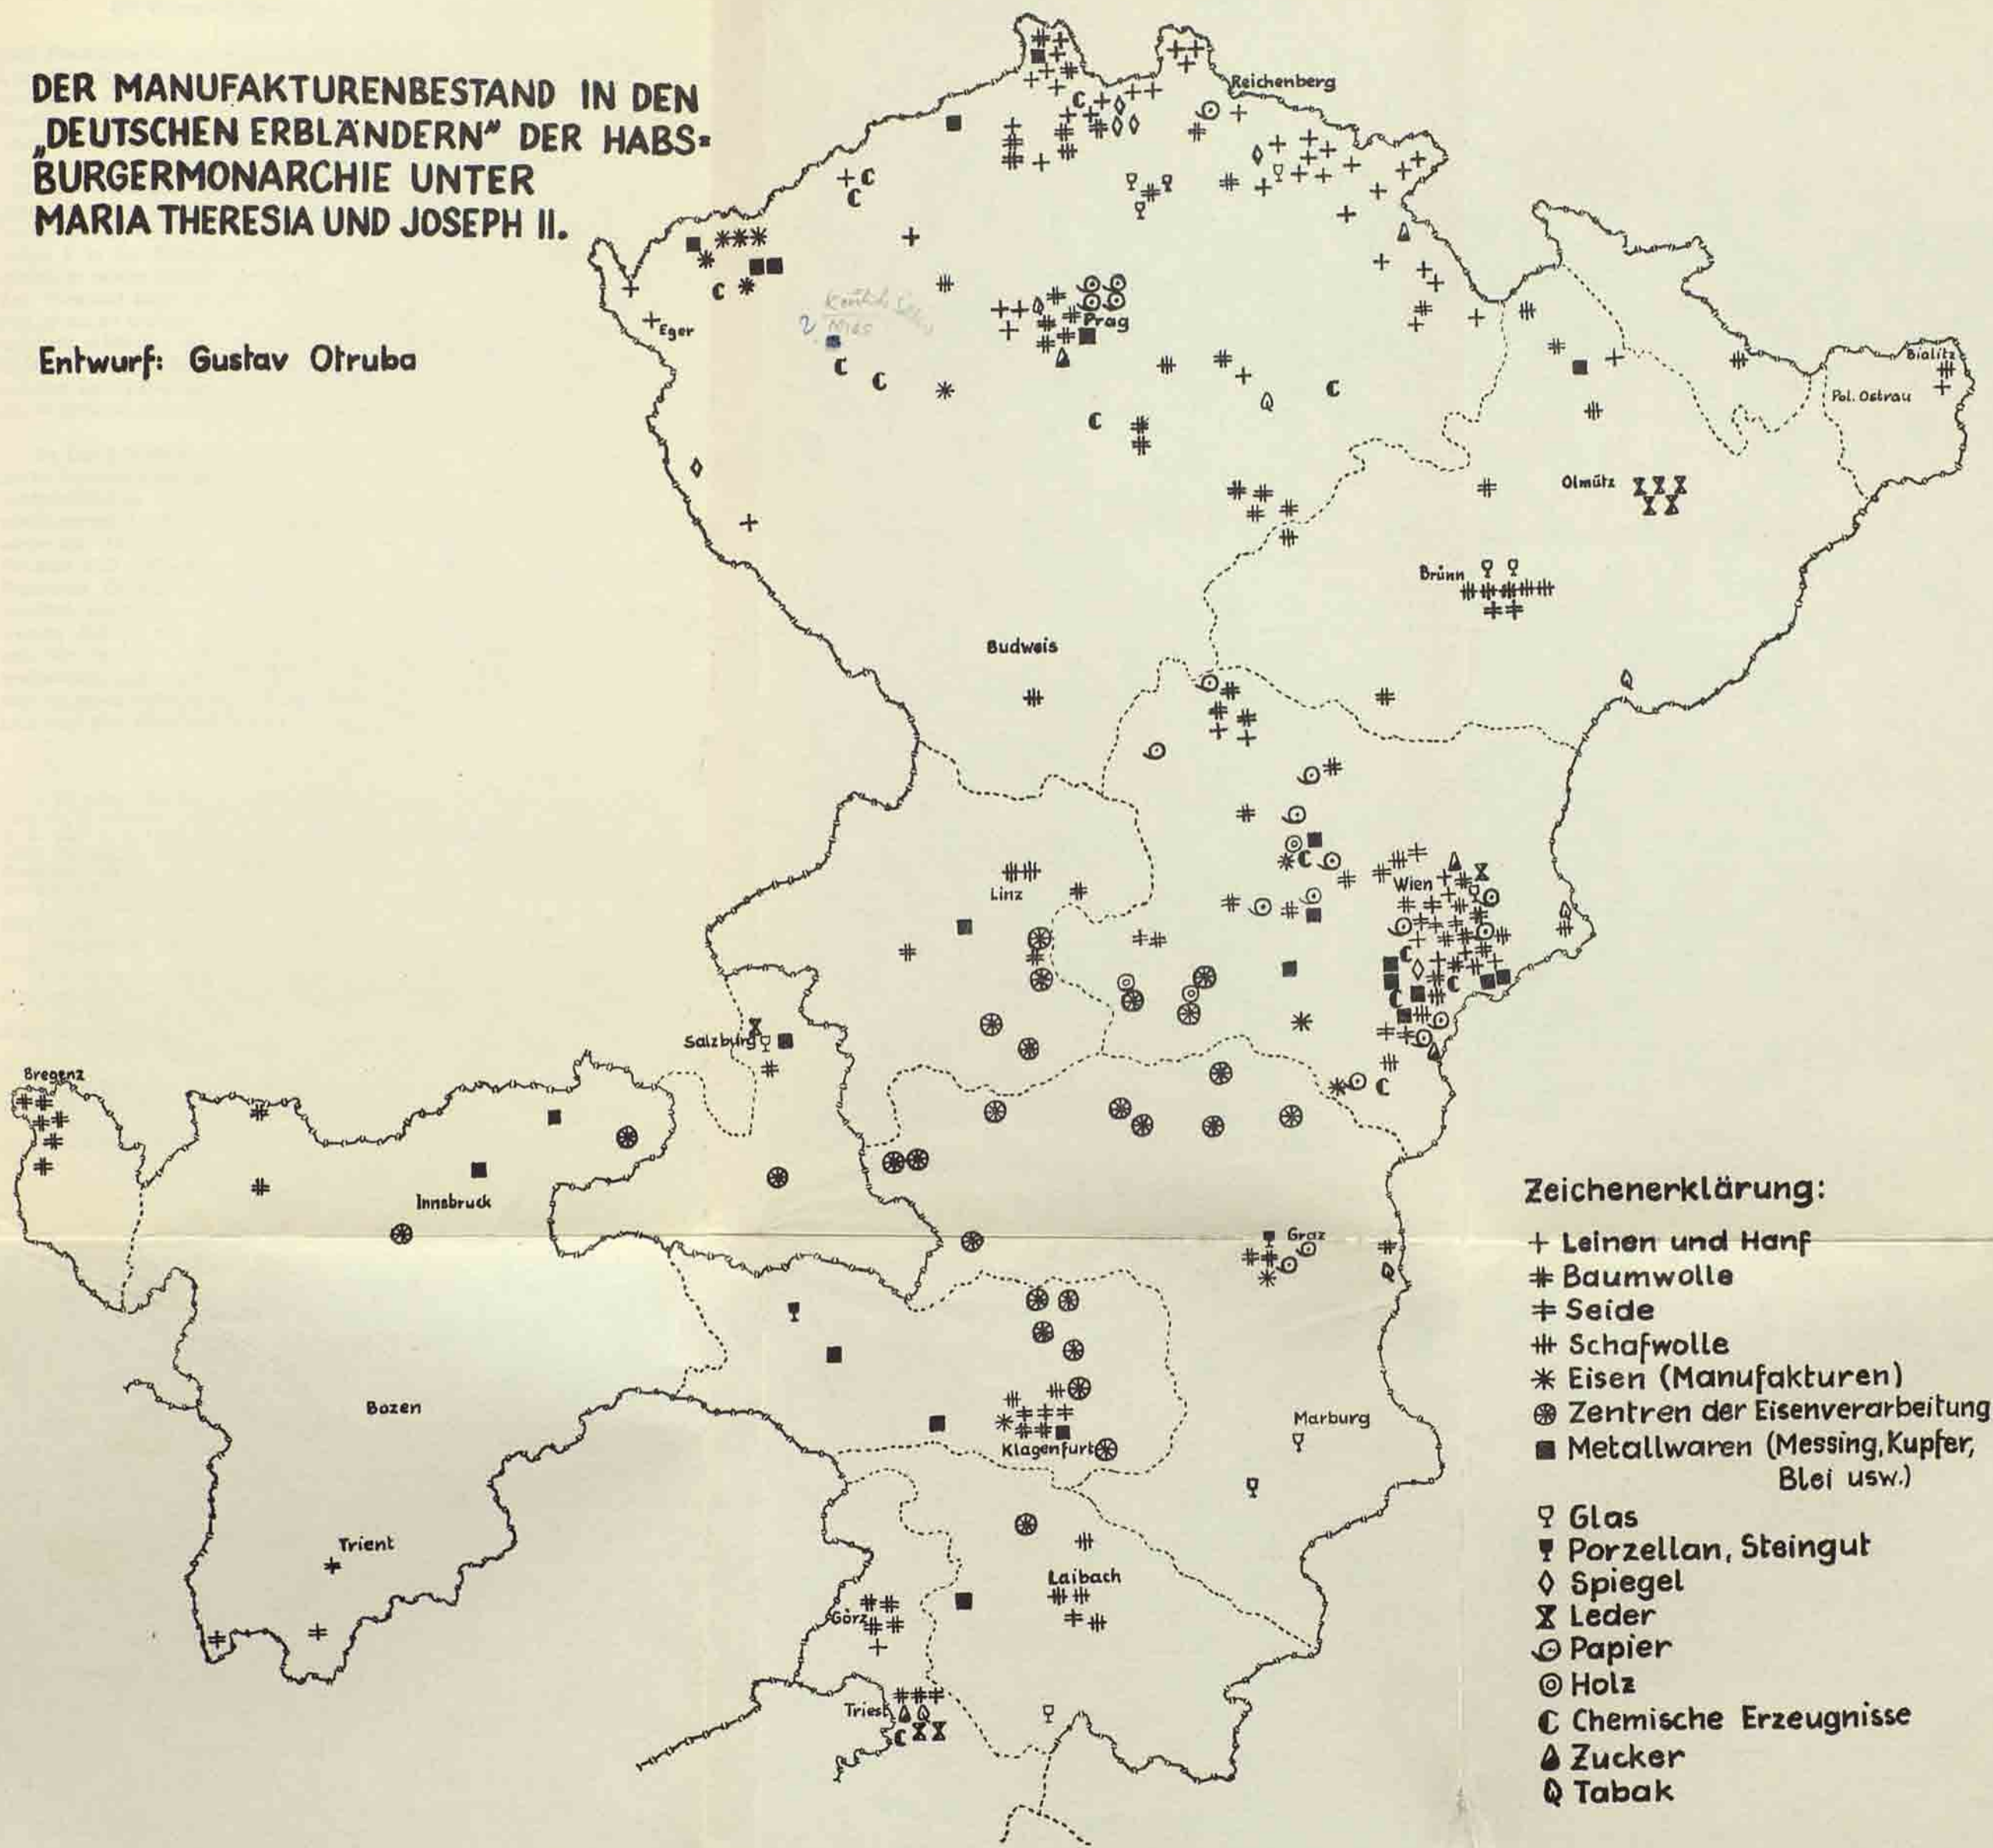 DER MANUFAKTURENBESTAND IN DEN
„DEUTSCHEN ERBLÄNDERN“ DER HABS=
BURGERMONARCHIE UNTER
MARIA THERESIA UND JOSEPH II.
Entwurf: Gustav Otruba
Reichenberg
Eger
Prag
Bialitz
Pol. Ostrau
Olmütz
Brünn
Budweis
Linz
Wien
Salzburg
Bregenz
Innsbruck
Graz
Bozen
Marburg
Klagenfurt
Trient
Laibach
Görz
Triest
Zeichenerklärung:
Leinen und Hanf
Baumwolle
Seide
Schafwolle
Eisen (Manufakturen)
Zentren der Eisenverarbeitung
Metallwaren (Messing, Kupfer,
Blei usw.)
Glas
Porzellan, Steingut
Spiegel
Leder
Papier
Holz
Chemische Erzeugnisse
Zucker
Tabak